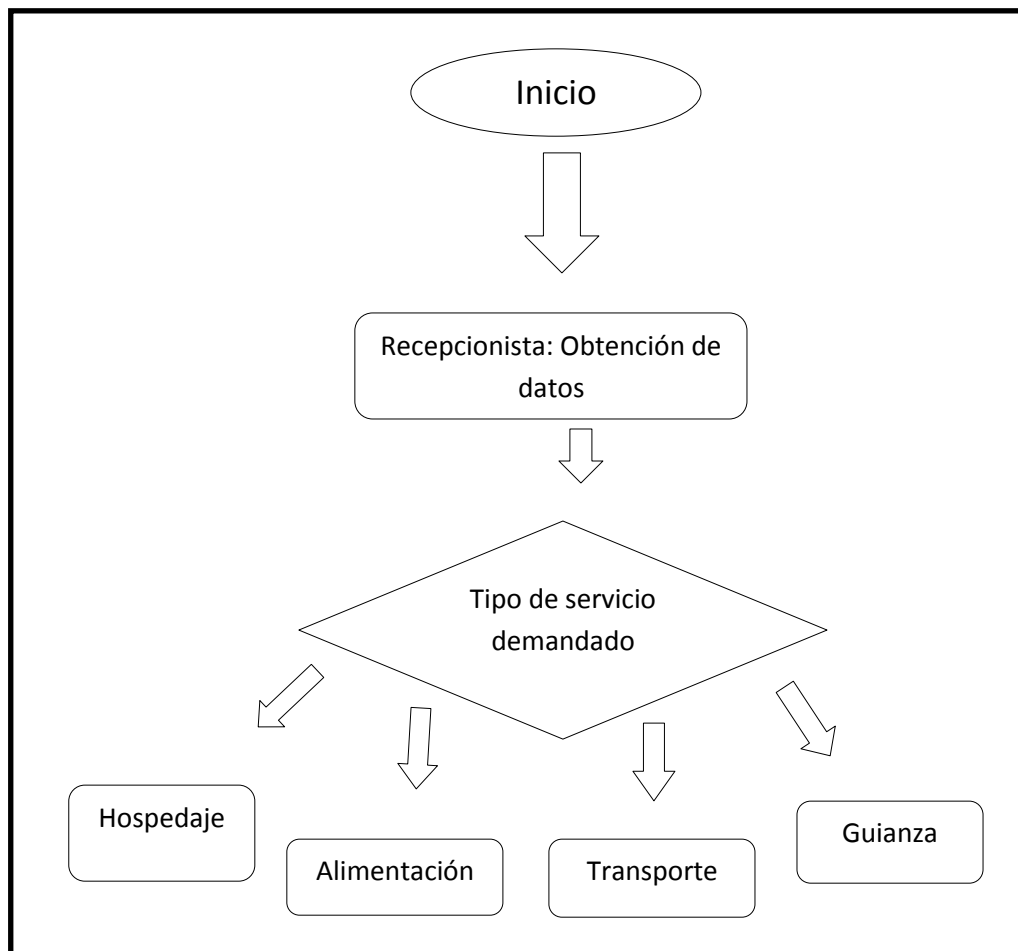 Inicio
Recepcionista: Obtención de
datos
Tipo de servicio
demandado
Hospedaje
Alimentación
Transporte
Guianza